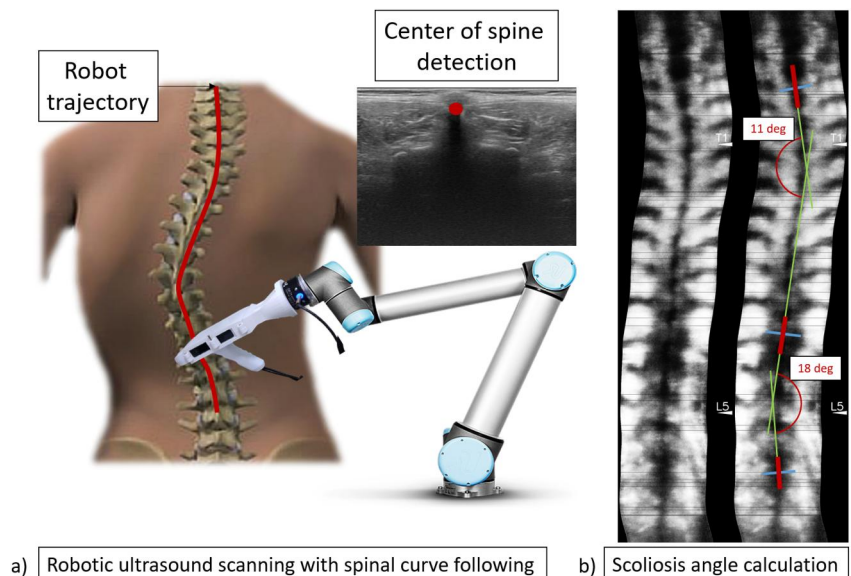 Robot
trajectory
Center of spine
detection
a) Robotic ultrasound scanning with spinal curve following
11 deg
T1
18 deg
L5
L5
b) Scoliosis angle calculation
T1